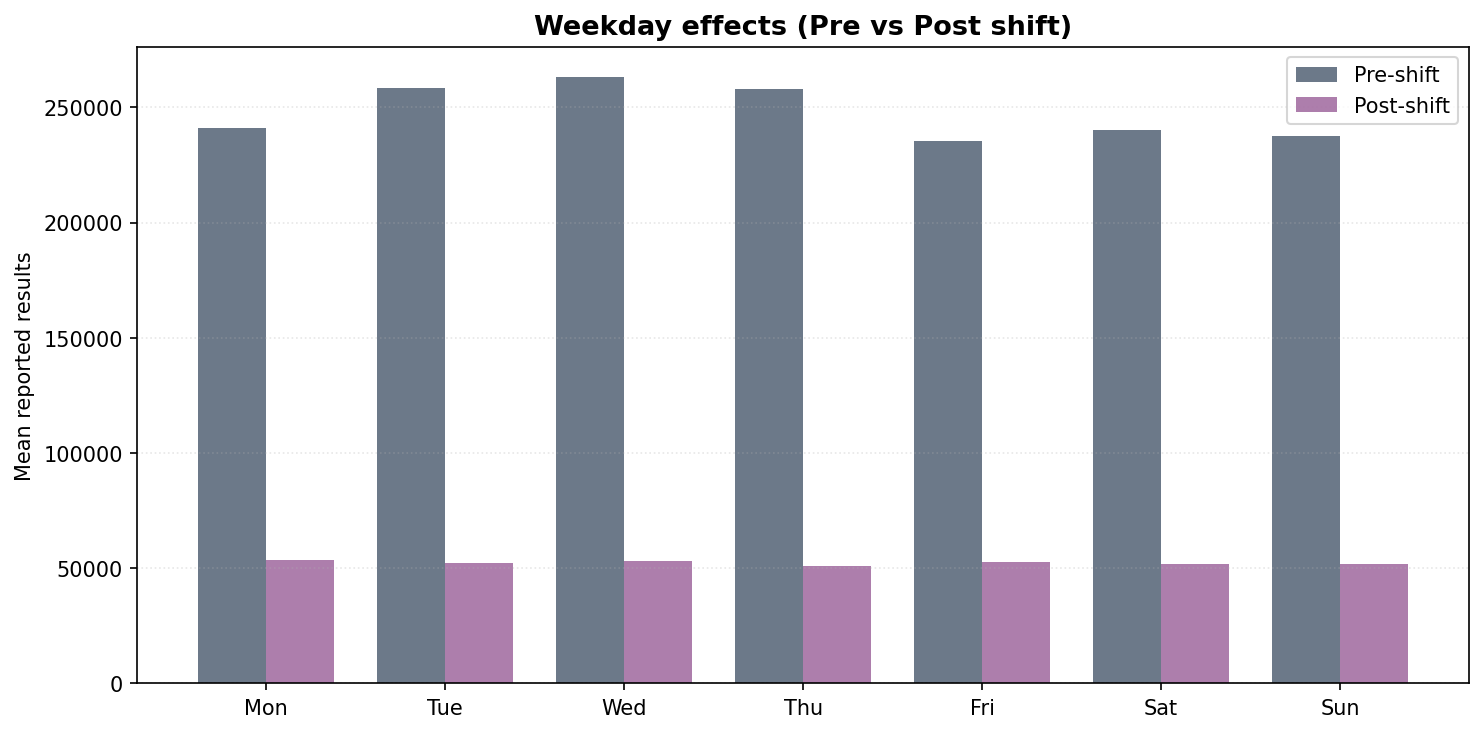 Weekday effects (Pre vs Post shift)
Pre-shift
Post-shift
Mean reported results
250000
200000
150000
100000
50000
0
Mon
Tue
Wed
Thu
Fri
Sat
Sun